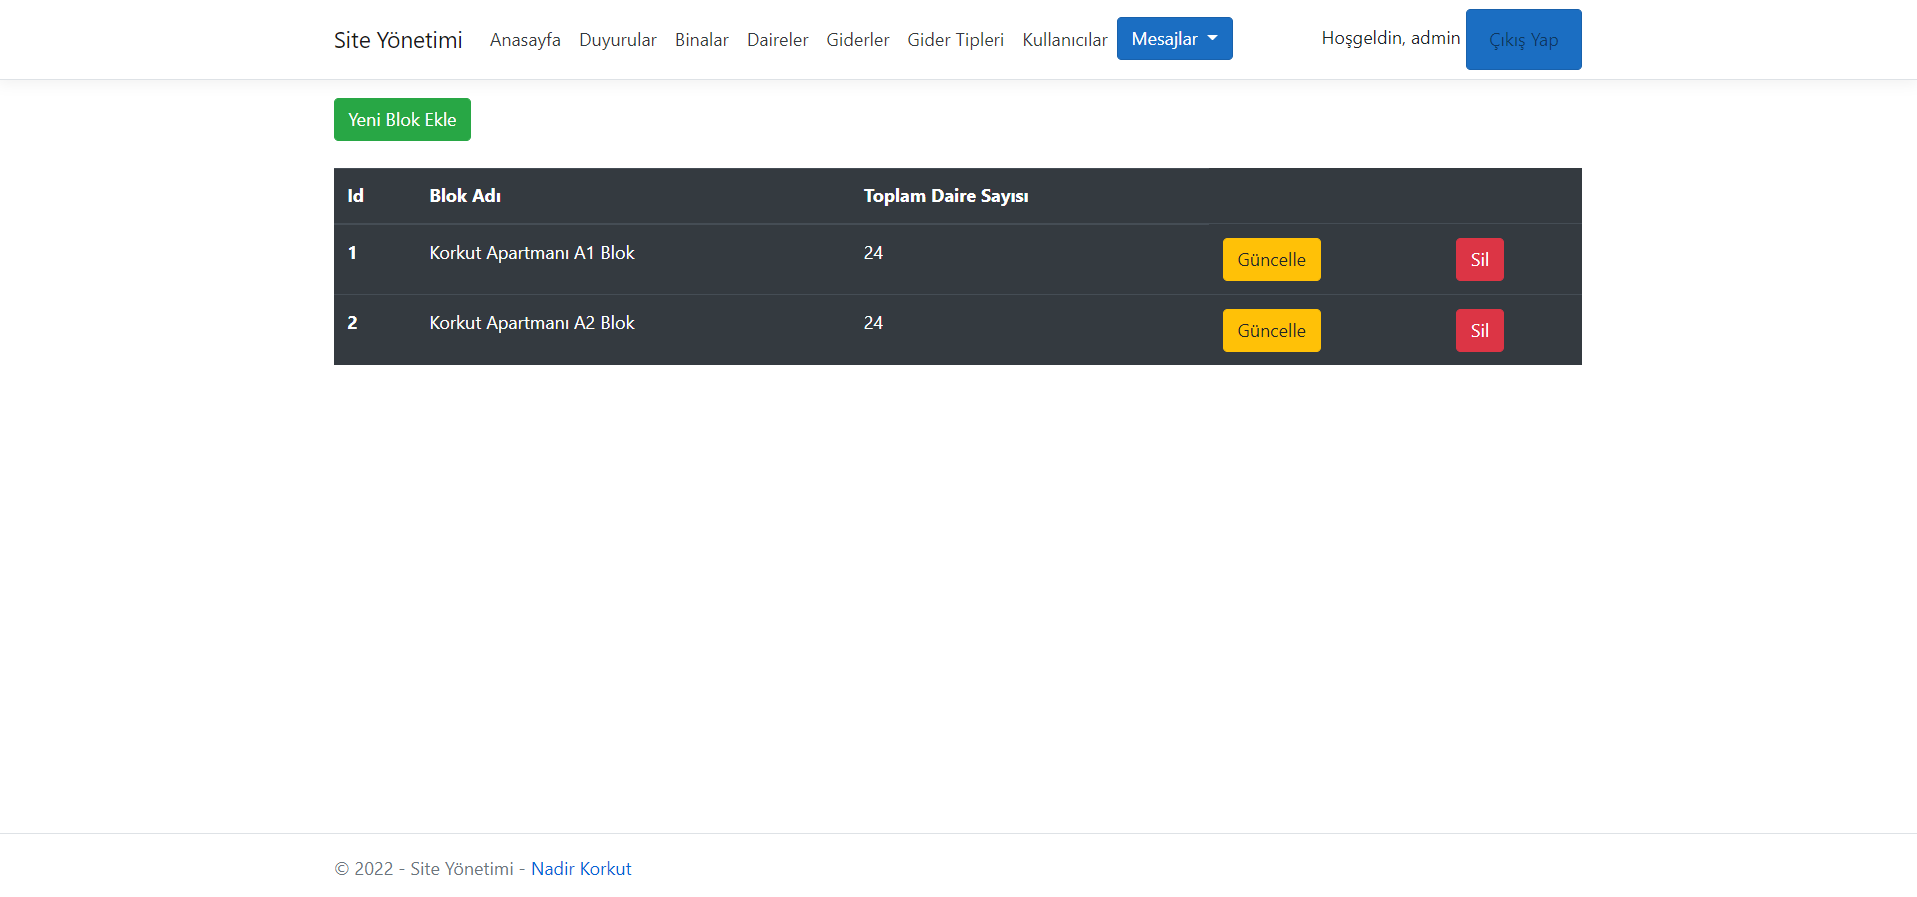 Site Yönetimi Anasayfa Duyurular Binalar Daireler Giderler Gider Tipleri Kullanıcılar Mesajlar Hoşgeldin, admin Çıkış Yap
Yeni Blok Ekle
Id Blok Adı Toplam Daire Sayısı
1 Korkut Apartmanı A1 Blok 24 Güncelle Sil
2 Korkut Apartmanı A2 Blok 24 Güncelle Sil
© 2022 - Site Yönetimi - Nadir Korkut